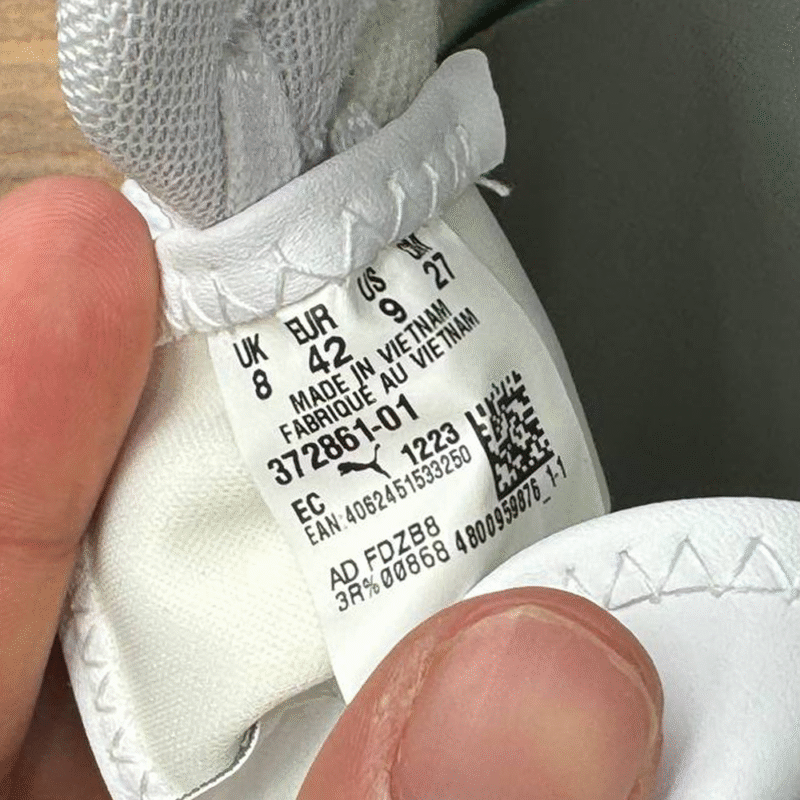 UK EUR US CM
8 42 9 27
MADE IN VIETNAM
FABRIQUÉ AU VIETNAM
372861-01
1223
EC
EAN:4062451533250
AD FDZB8
3R%00868 4800959876_1-1